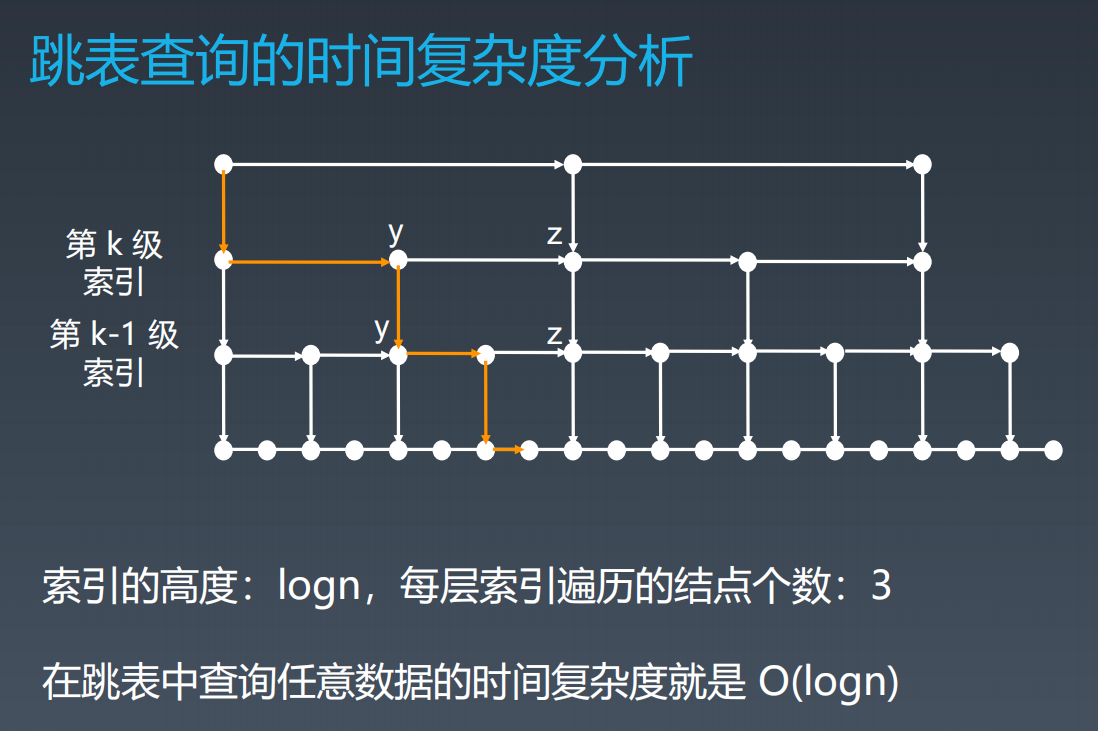 跳表查询的时间复杂度分析
第 k 级
索引
y
z
第 k-1 级
索引
y
z
索引的高度：logn，每层索引遍历的结点个数：3
在跳表中查询任意数据的时间复杂度就是 O(logn)